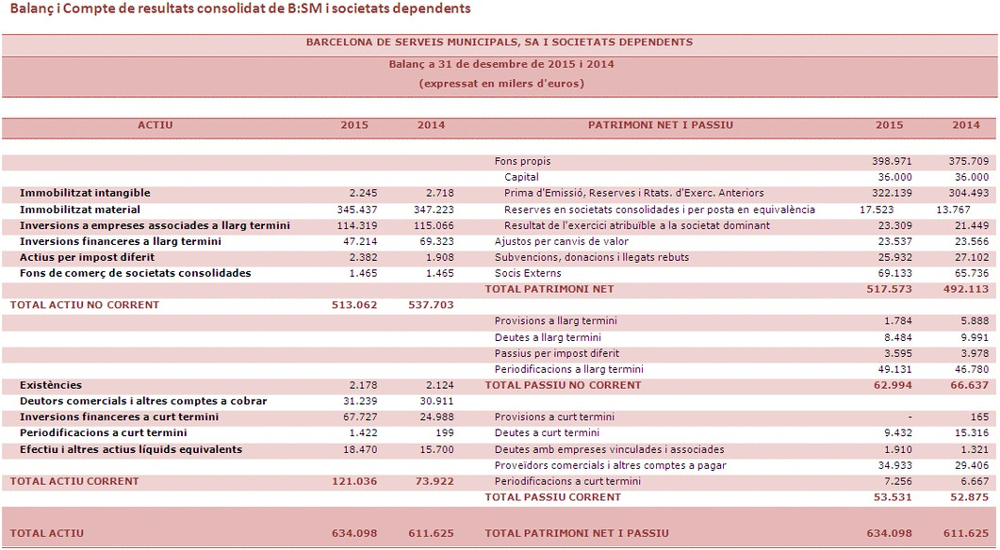 Balanç i Compte de resultats consolidat de B:SM i societats dependents
BARCELONA DE SERVEIS MUNICIPALS, SA I SOCIETATS DEPENDENTS
Balanç a 31 de desembre de 2015 i 2014
(expressat en milers d'euros)
ACTIU 2015 2014 PATRIMONI NET I PASSIU 2015 2014
Fons propis 398.971 375.709
Capital 36.000 36.000
Immobilitzat intangible 2.245 2.718 Prima d'Emissió, Reserves i Rtats. d'Exerc. Anteriors 322.139 304.493
Immobilitzat material 345.437 347.223 Reserves en societats consolidades i per posta en equivalència 17.523 13.767
Inversions a empreses associades a llarg termini 114.319 115.066 Resultat de l'exercici atribuïble a la societat dominant 23.309 21.449
Inversions financeres a llarg termini 47.214 69.323 Ajustos per canvis de valor 23.537 23.566
Actius per impost diferit 2.382 1.908 Subvencions, donacions i llegats rebuts 25.932 27.102
Fons de comerç de societats consolidades 1.465 1.465 Socis Externs 69.133 65.736
TOTAL PATRIMONI NET 517.573 492.113
TOTAL ACTIU NO CORRENT 513.062 537.703
Provisions a llarg termini 1.784 5.888
Deutes a llarg termini 8.484 9.991
Passius per impost diferit 3.595 3.978
Periodificacions a llarg termini 49.131 46.780
Existències 2.178 2.124 TOTAL PASSIU NO CORRENT 62.994 66.637
Deutors comercials i altres comptes a cobrar 31.239 30.911
Inversions financeres a curt termini 67.727 24.988 Provisions a curt termini - 165
Periodificacions a curt termini 1.422 199 Deutes a curt termini 9.432 15.316
Efectiu i altres actius líquids equivalents 18.470 15.700 Deutes amb empreses vinculades i associades 1.910 1.321
Proveïdors comercials i altres comptes a pagar 34.933 29.406
TOTAL ACTIU CORRENT 121.036 73.922 Periodificacions a curt termini 7.256 6.667
TOTAL PASSIU CORRENT 53.531 52.875
TOTAL ACTIU 634.098 611.625 TOTAL PATRIMONI NET I PASSIU 634.098 611.625